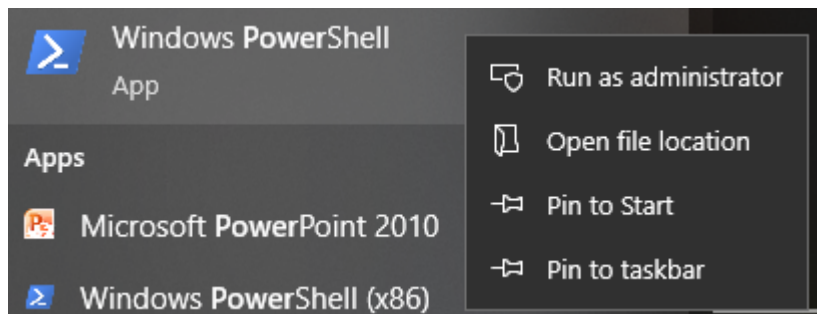 Windows PowerShell
App
Apps
Microsoft PowerPoint 2010
Windows PowerShell (x86)
Run as administrator
Open file location
Pin to Start
Pin to taskbar